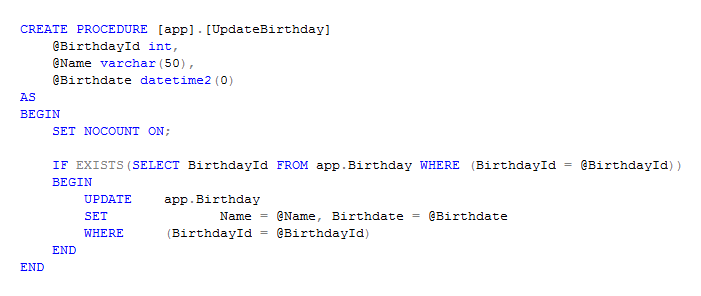 CREATE PROCEDURE [app].[UpdateBirthday]
    @BirthdayId int,
    @Name varchar(50),
    @Birthdate datetime2(0)
AS
BEGIN
    SET NOCOUNT ON;

    IF EXISTS(SELECT BirthdayId FROM app.Birthday WHERE (BirthdayId = @BirthdayId))
    BEGIN
        UPDATE    app.Birthday
        SET              Name = @Name, Birthdate = @Birthdate
        WHERE     (BirthdayId = @BirthdayId)
    END
END